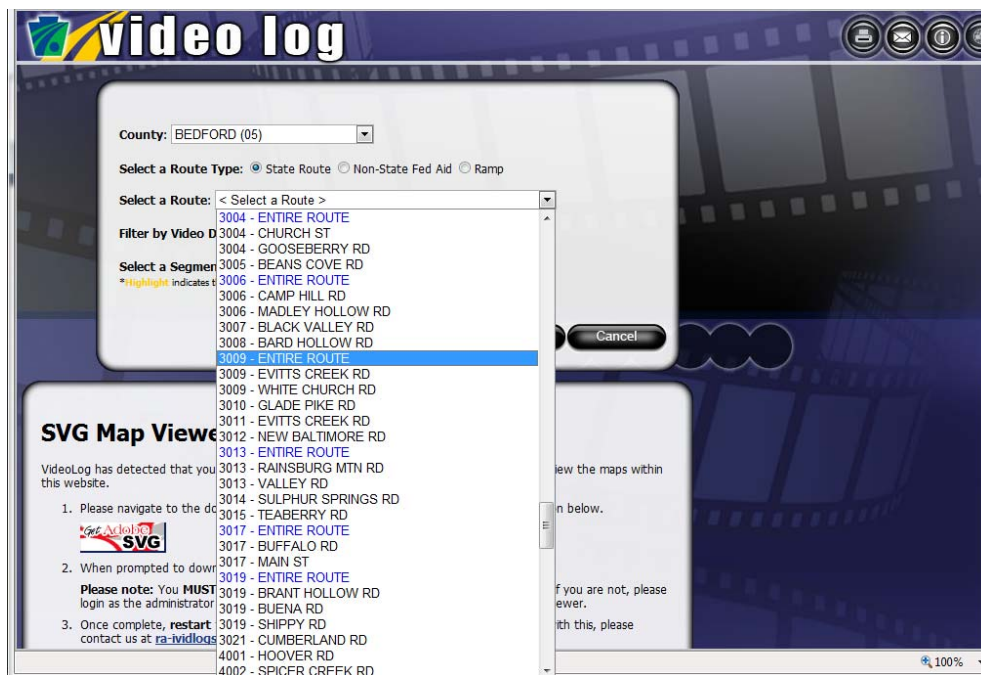 video log
County: BEDFORD (05)
Select a Route Type: State Route Non-State Fed Aid Ramp
Select a Route: < Select a Route >
3004 - ENTIRE ROUTE
Filter by Video D 3004 - CHURCH ST
3004 - GOOSEBERRY RD
3005 - BEANS COVE RD
Select a Segmen
3006 - ENTIRE ROUTE
*Highlight indicates t
3006 - CAMP HILL RD
3006 - MADLEY HOLLOW RD
3007 - BLACK VALLEY RD
3008 - BARD HOLLOW RD
Cancel
3009 - ENTIRE ROUTE
3009 - EVITTS CREEK RD
3009 - WHITE CHURCH RD
3010 - GLADE PIKE RD
3011 - EVITTS CREEK RD
SVG Map Viewe
3012 - NEW BALTIMORE RD
3013 - ENTIRE ROUTE
VideoLog has detected that you 3013 - RAINSBURG MTN RD iew the maps within
this website. 3013 - VALLEY RD
3014 - SULPHUR SPRINGS RD
1. Please navigate to the do 3015 - TEABERRY RD n below.
Get Adobe SVG
3017 - ENTIRE ROUTE
3017 - BUFFALO RD
3017 - MAIN ST
2. When prompted to down
3019 - ENTIRE ROUTE
Please note: You MUST 3019 - BRANT HOLLOW RD f you are not, please
login as the administrator 3019 - BUENA RD ewer.
3. Once complete, restart 3019 - SHIPPY RD ith this, please
contact us at ra-ividlogs 3021 - CUMBERLAND RD
4001 - HOOVER RD
4002 - SPICER CREEK RD
100%